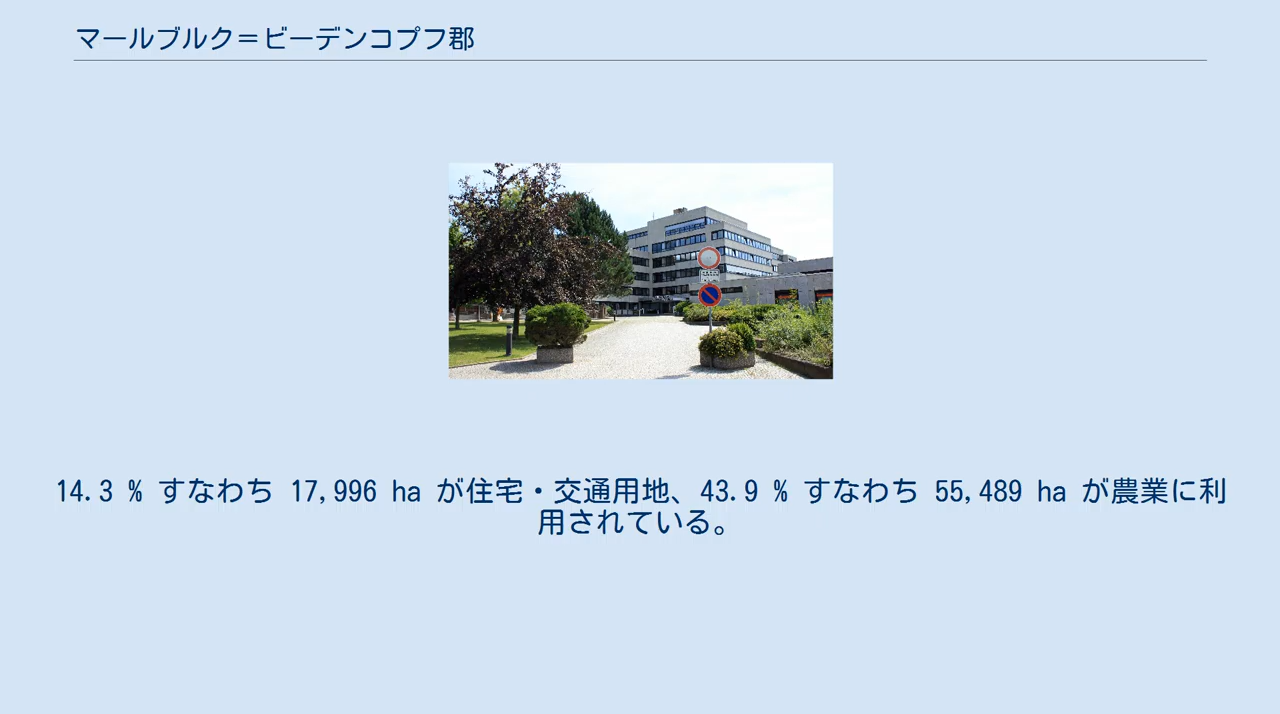 マールブルク＝ビーデンコプフ郡
14.3 % すなわち 17,996 ha が住宅・交通用地、43.9 % すなわち 55,489 ha が農業に利
用されている。